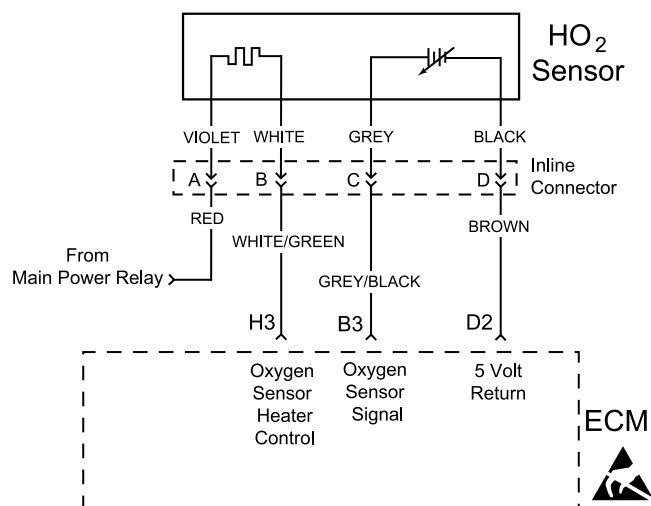 HO2
Sensor
VIOLET WHITE GREY BLACK
A B C D
Inline
Connector
RED
WHITE/GREEN
BROWN
From
Main Power Relay
GREY/BLACK
H3 B3 D2
Oxygen
Sensor
Heater
Control
Oxygen
Sensor
Signal
5 Volt
Return
ECM